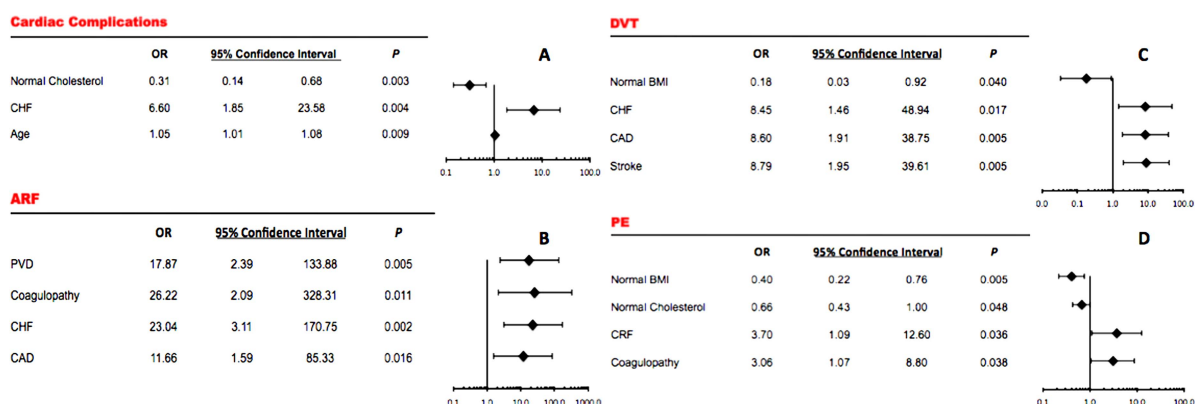 Cardiac Complications
OR 95% Confidence Interval P
Normal Cholesterol 0.31 0.14 0.68 0.003
CHF 6.60 1.85 23.58 0.004
Age 1.05 1.01 1.08 0.009
A
0.1 1.0 10.0 100.0
ARF
OR 95% Confidence Interval P
PVD 17.87 2.39 133.88 0.005
Coagulopathy 26.22 2.09 328.31 0.011
CHF 23.04 3.11 170.75 0.002
CAD 11.66 1.59 85.33 0.016
B
0.1 1.0 10.0 100.0 1000.0
DVT
OR 95% Confidence Interval P
Normal BMI 0.18 0.03 0.92 0.040
CHF 8.45 1.46 48.94 0.017
CAD 8.60 1.91 38.75 0.005
Stroke 8.79 1.95 39.61 0.005
C
0.0 0.1 1.0 10.0 100.0
PE
OR 95% Confidence Interval P
Normal BMI 0.40 0.22 0.76 0.005
Normal Cholesterol 0.66 0.43 1.00 0.048
CRF 3.70 1.09 12.60 0.036
Coagulopathy 3.06 1.07 8.80 0.038
D
0.1 1.0 10.0 100.0